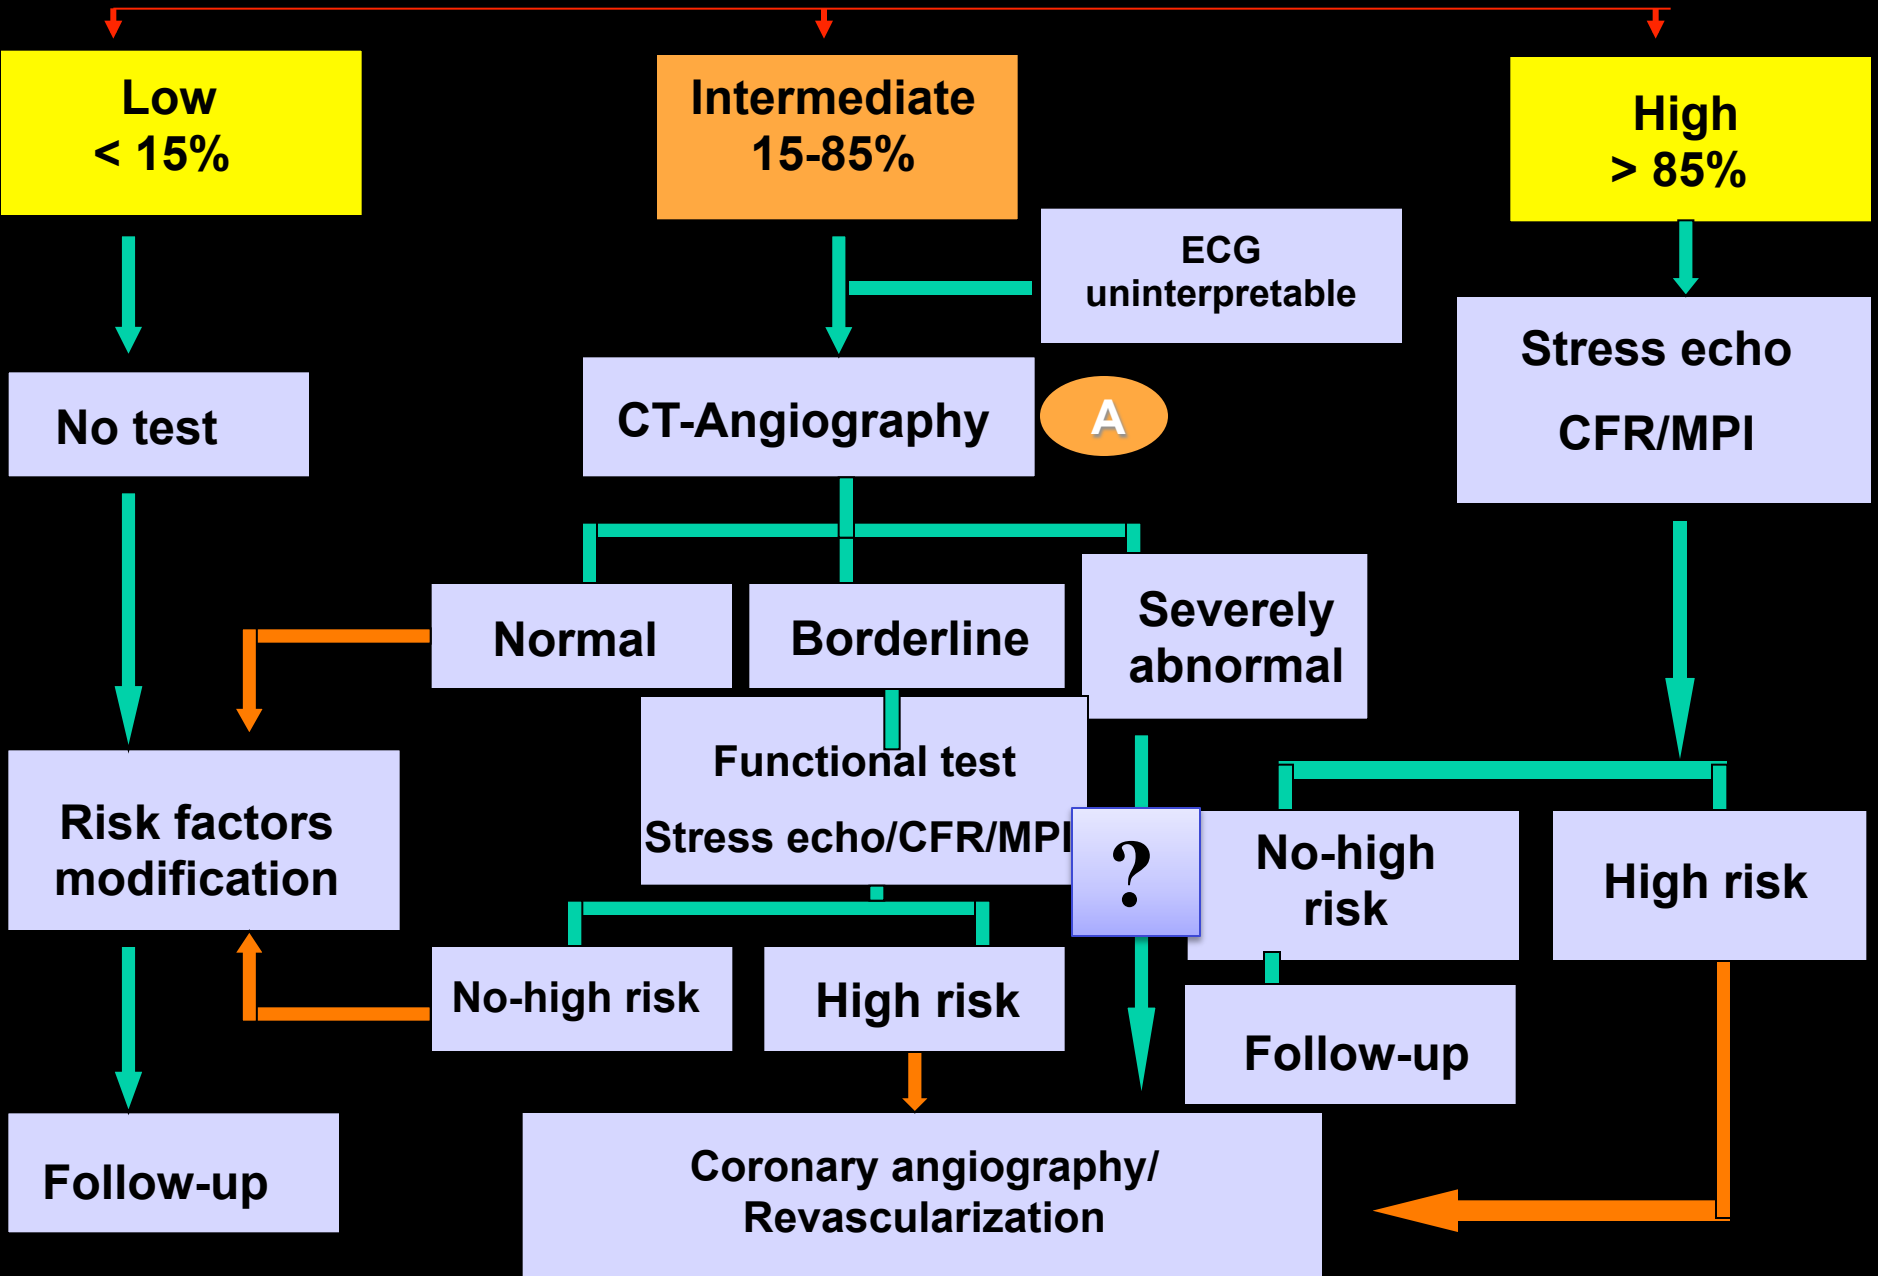 Low
< 15%
Intermediate
15-85%
High
> 85%
ECG
uninterpretable
Stress echo
CFR/MPI
No test
CT-Angiography
A
Normal
Borderline
Severely
abnormal
Functional test
Stress echo/CFR/MPI
?
Risk factors
modification
No-high
risk
High risk
No-high risk
High risk
Follow-up
Follow-up
Coronary angiography/
Revascularization